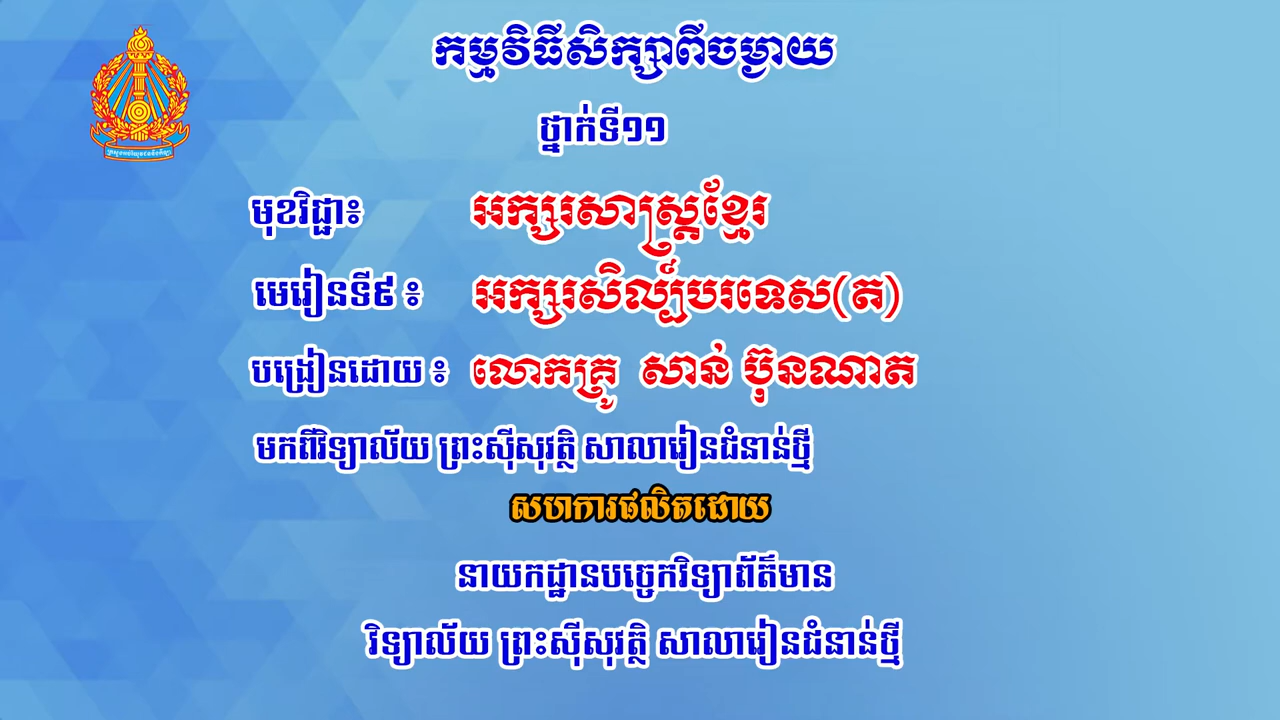 កម្មវិធីសិក្សាពីចម្ងាយ
ថ្នាក់ទី១១
មុខវិជ្ជា៖ អក្សរសាស្ត្រខ្មែរ
មេរៀនទី៩ ៖ អក្សរសិល្ប៍បរទេស(ត)
បង្រៀនដោយ ៖ លោកគ្រូ សាន់ ប៊ុនណាត
មកពីវិទ្យាល័យ ព្រះស៊ីសុវត្ថិ សាលារៀនជំនាន់ថ្មី
សហការផលិតដោយ
នាយកដ្ឋានបច្ចេកវិទ្យាព័ត៌មាន
វិទ្យាល័យ ព្រះស៊ីសុវត្ថិ សាលារៀនជំនាន់ថ្មី